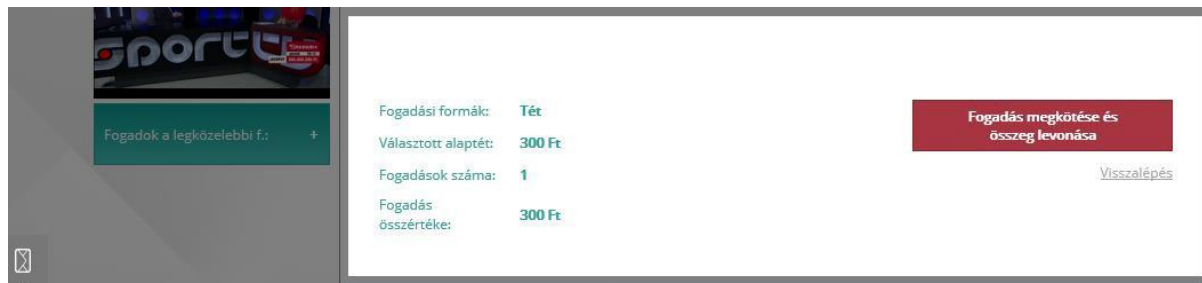 SPORT
Fogadok a legközelebbi f.: +
Fogadási formák: Tét
Választott alaptét: 300 Ft
Fogadások száma: 1
Fogadás
összértéke: 300 Ft
Fogadás megkötése és
összeg levonása
Visszalépés